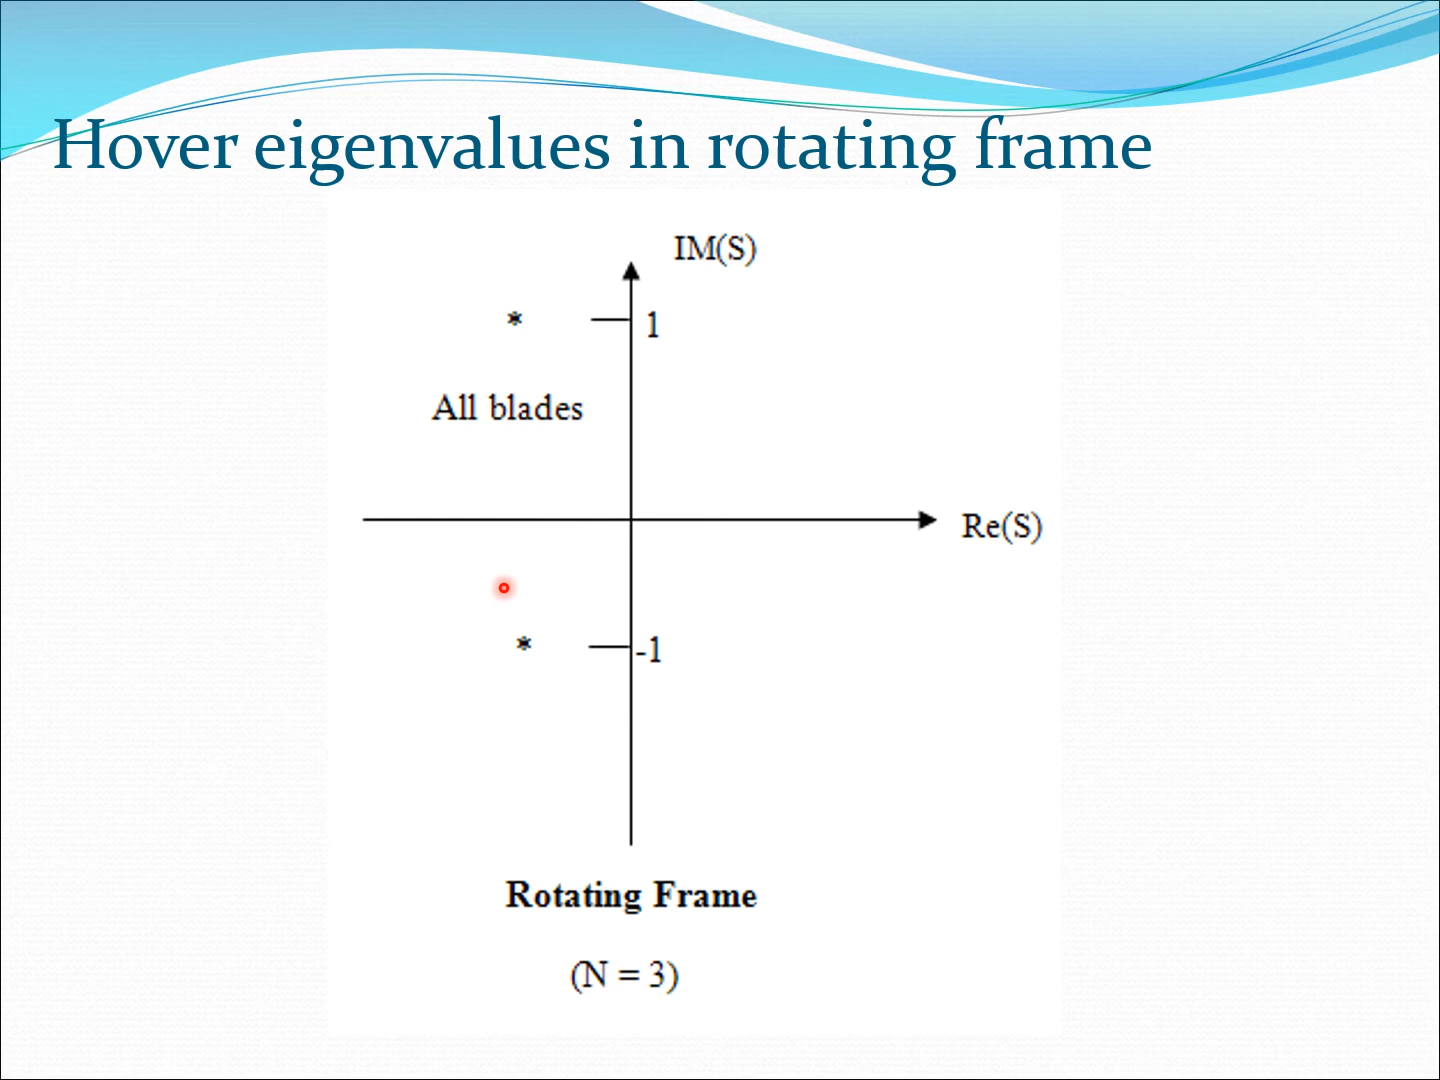 Hover eigenvalues in rotating frame
IM(S)
*
1
All blades
Re(S)
*
-1
Rotating Frame
(N = 3)